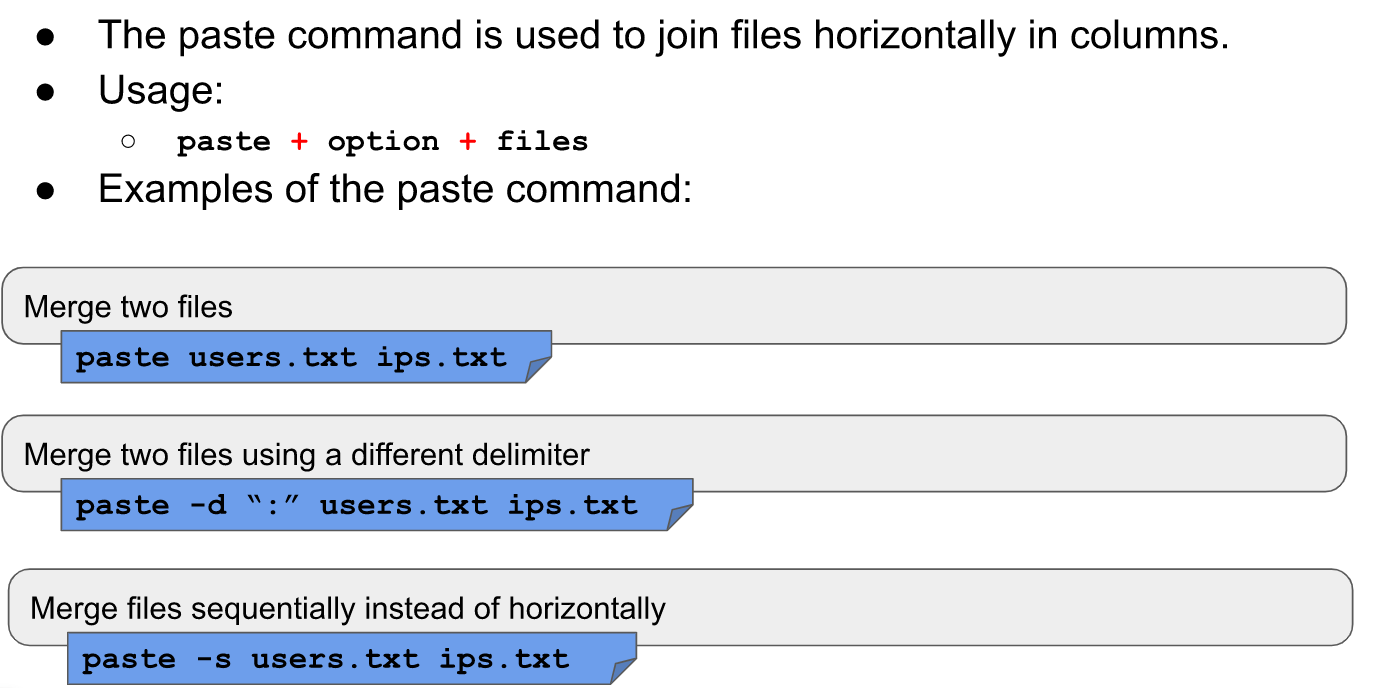 ● The paste command is used to join files horizontally in columns.
● Usage:
○ paste + option + files
● Examples of the paste command:
Merge two files
paste users.txt ips.txt
Merge two files using a different delimiter
paste -d “:” users.txt ips.txt
Merge files sequentially instead of horizontally
paste -s users.txt ips.txt